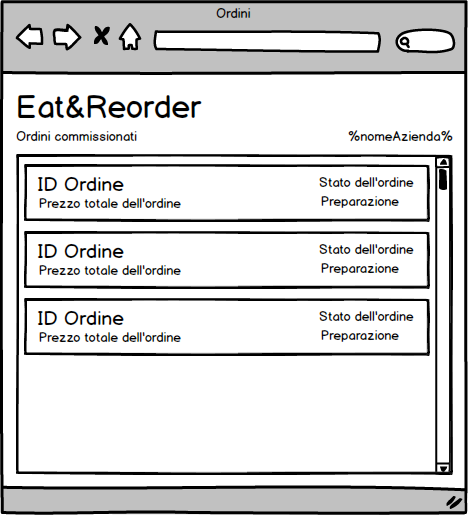 Ordini
Eat&Reorder
Ordini commissionati
%nomeAzienda%
ID Ordine
Stato dell'ordine
Prezzo totale dell'ordine
Preparazione
ID Ordine
Stato dell'ordine
Prezzo totale dell'ordine
Preparazione
ID Ordine
Stato dell'ordine
Prezzo totale dell'ordine
Preparazione